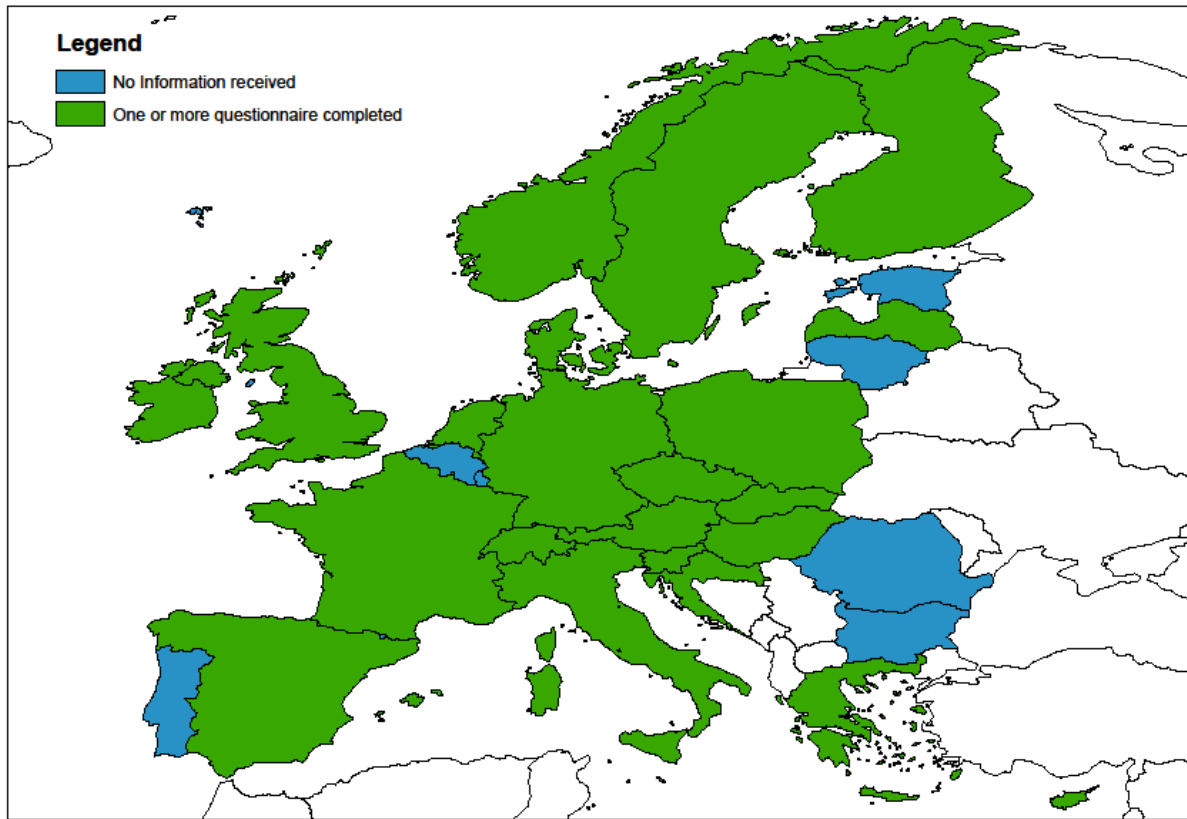 Legend
No Information received
One or more questionnaire completed